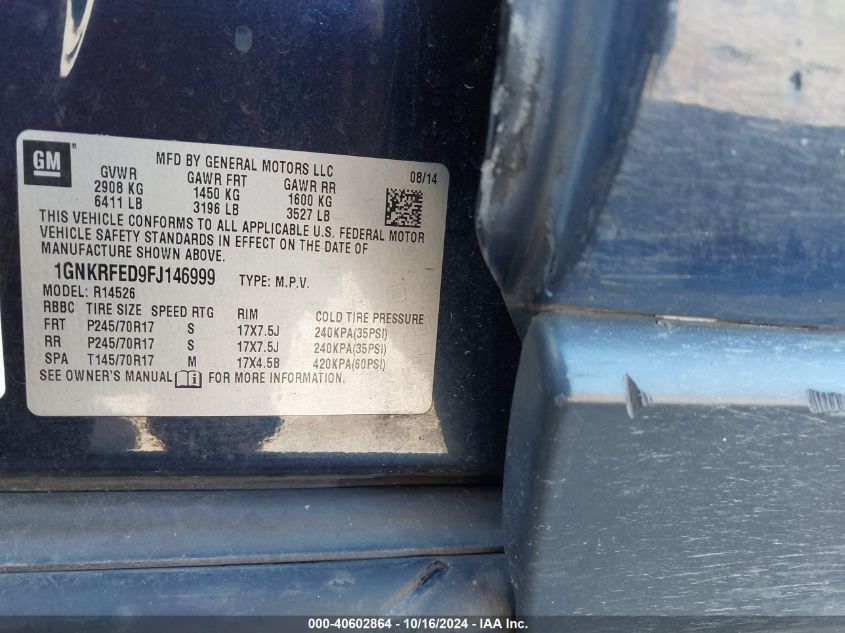 GM
MFD BY GENERAL MOTORS LLC
08/14
GVWR GAWR FRT GAWR RR
2908 KG 1450 KG 1600 KG
6411 LB 3196 LB 3527 LB
THIS VEHICLE CONFORMS TO ALL APPLICABLE U.S. FEDERAL MOTOR
VEHICLE SAFETY STANDARDS IN EFFECT ON THE DATE OF
MANUFACTURE SHOWN ABOVE.
1GNKRFED9FJ146999 TYPE: M.P.V.
MODEL: R14526
RBBC TIRE SIZE SPEED RTG RIM COLD TIRE PRESSURE
FRT P245/70R17 S 17X7.5J 240KPA(35PSI)
RR P245/70R17 S 17X7.5J 240KPA(35PSI)
SPA T145/70R17 M 17X4.5B 420KPA(60PSI)
SEE OWNER'S MANUAL FOR MORE INFORMATION.
000-40602864 - 10/16/2024 - IAA Inc.